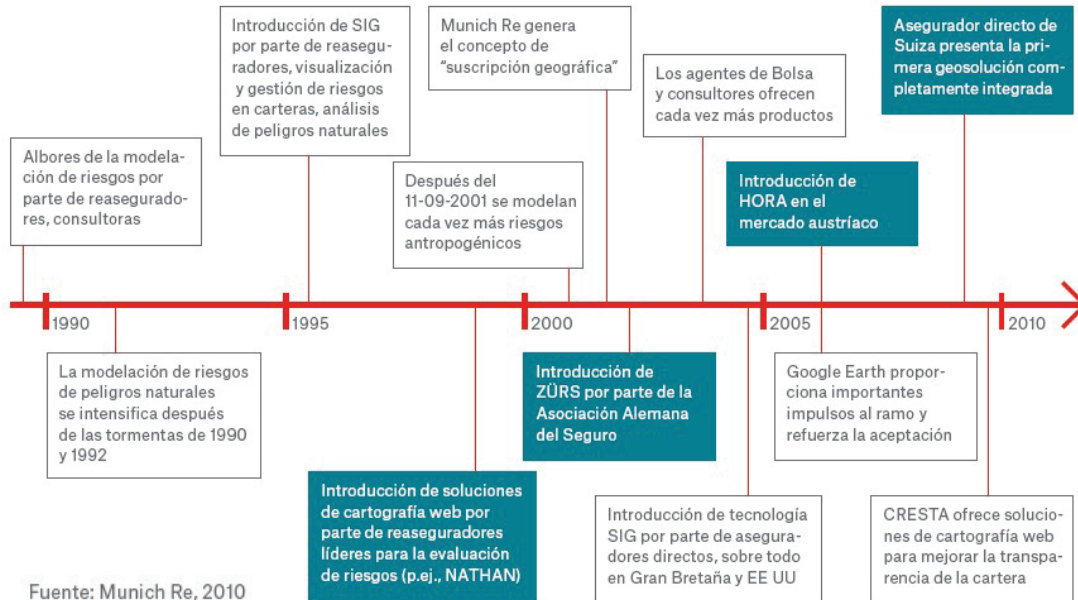 Introducción de SIG
por parte de reasegu-
radores, visualización
y gestión de riesgos
en carteras, análisis
de peligros naturales
Munich Re genera
el concepto de
“suscripción geográfica”
Asegurador directo de
Suiza presenta la pri-
mera geosolución com-
pletamente integrada
Los agentes de Bolsa
y consultores ofrecen
cada vez más productos
Albores de la modela-
ción de riesgos por
parte de reasegurado-
res, consultoras
Después del
11-09-2001 se modelan
cada vez más riesgos
antropogénicos
Introducción de
HORA en el
mercado austríaco
1990
1995
2000
2005
2010
La modelación de riesgos
de peligros naturales
se intensifica después
de las tormentas de 1990
y 1992
Introducción de
ZÜRS por parte de la
Asociación Alemana
del Seguro
Google Earth propor-
ciona importantes
impulsos al ramo y
refuerza la aceptación
Introducción de soluciones
de cartografía web por
parte de reaseguradores
líderes para la evaluación
de riesgos (p.ej., NATHAN)
Introducción de tecnología
SIG por parte de asegura-
dores directos, sobre todo
en Gran Bretaña y EE UU
CRESTA ofrece solucio-
nes de cartografía web
para mejorar la transpa-
rencia de la cartera
Fuente: Munich Re, 2010